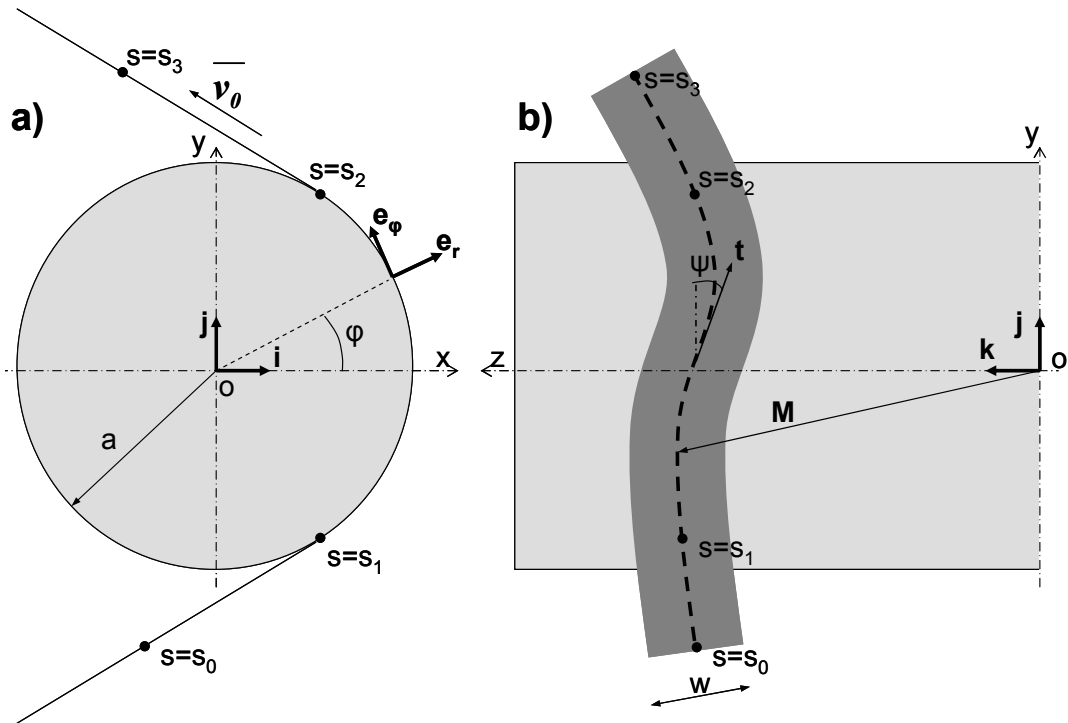 a)
s=s₃
v₀
y
s=s₂
eφ
eᵣ
j
φ
i
x
o
a
s=s₁
s=s₀
b)
s=s₃
y
s=s₂
ψ
t
j
z
k
o
M
s=s₁
s=s₀
w